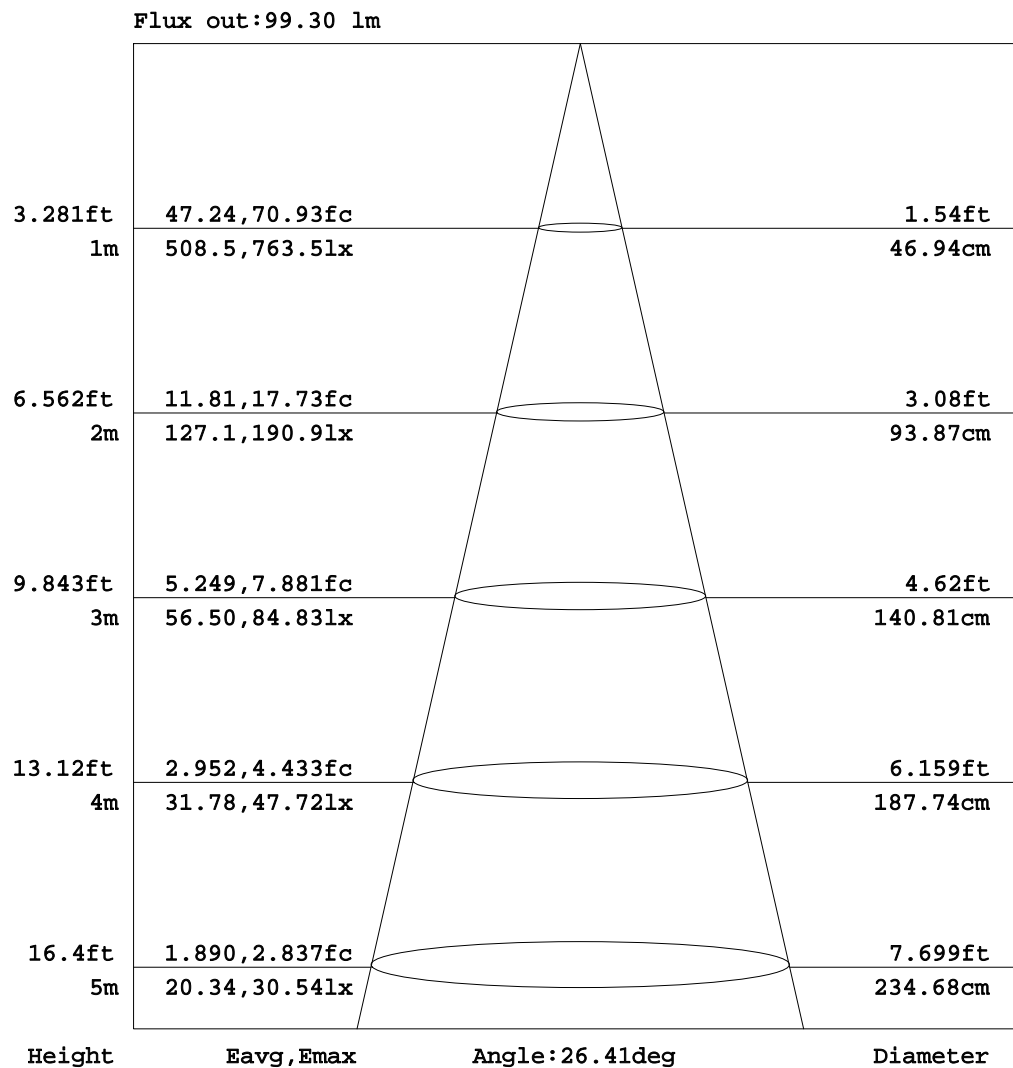 Flux out:99.30 lm
3.281ft 47.24,70.93fc 1.54ft
1m 508.5,763.5lx 46.94cm
6.562ft 11.81,17.73fc 3.08ft
2m 127.1,190.9lx 93.87cm
9.843ft 5.249,7.881fc 4.62ft
3m 56.50,84.83lx 140.81cm
13.12ft 2.952,4.433fc 6.159ft
4m 31.78,47.72lx 187.74cm
16.4ft 1.890,2.837fc 7.699ft
5m 20.34,30.54lx 234.68cm
Height Eavg,Emax Angle:26.41deg Diameter